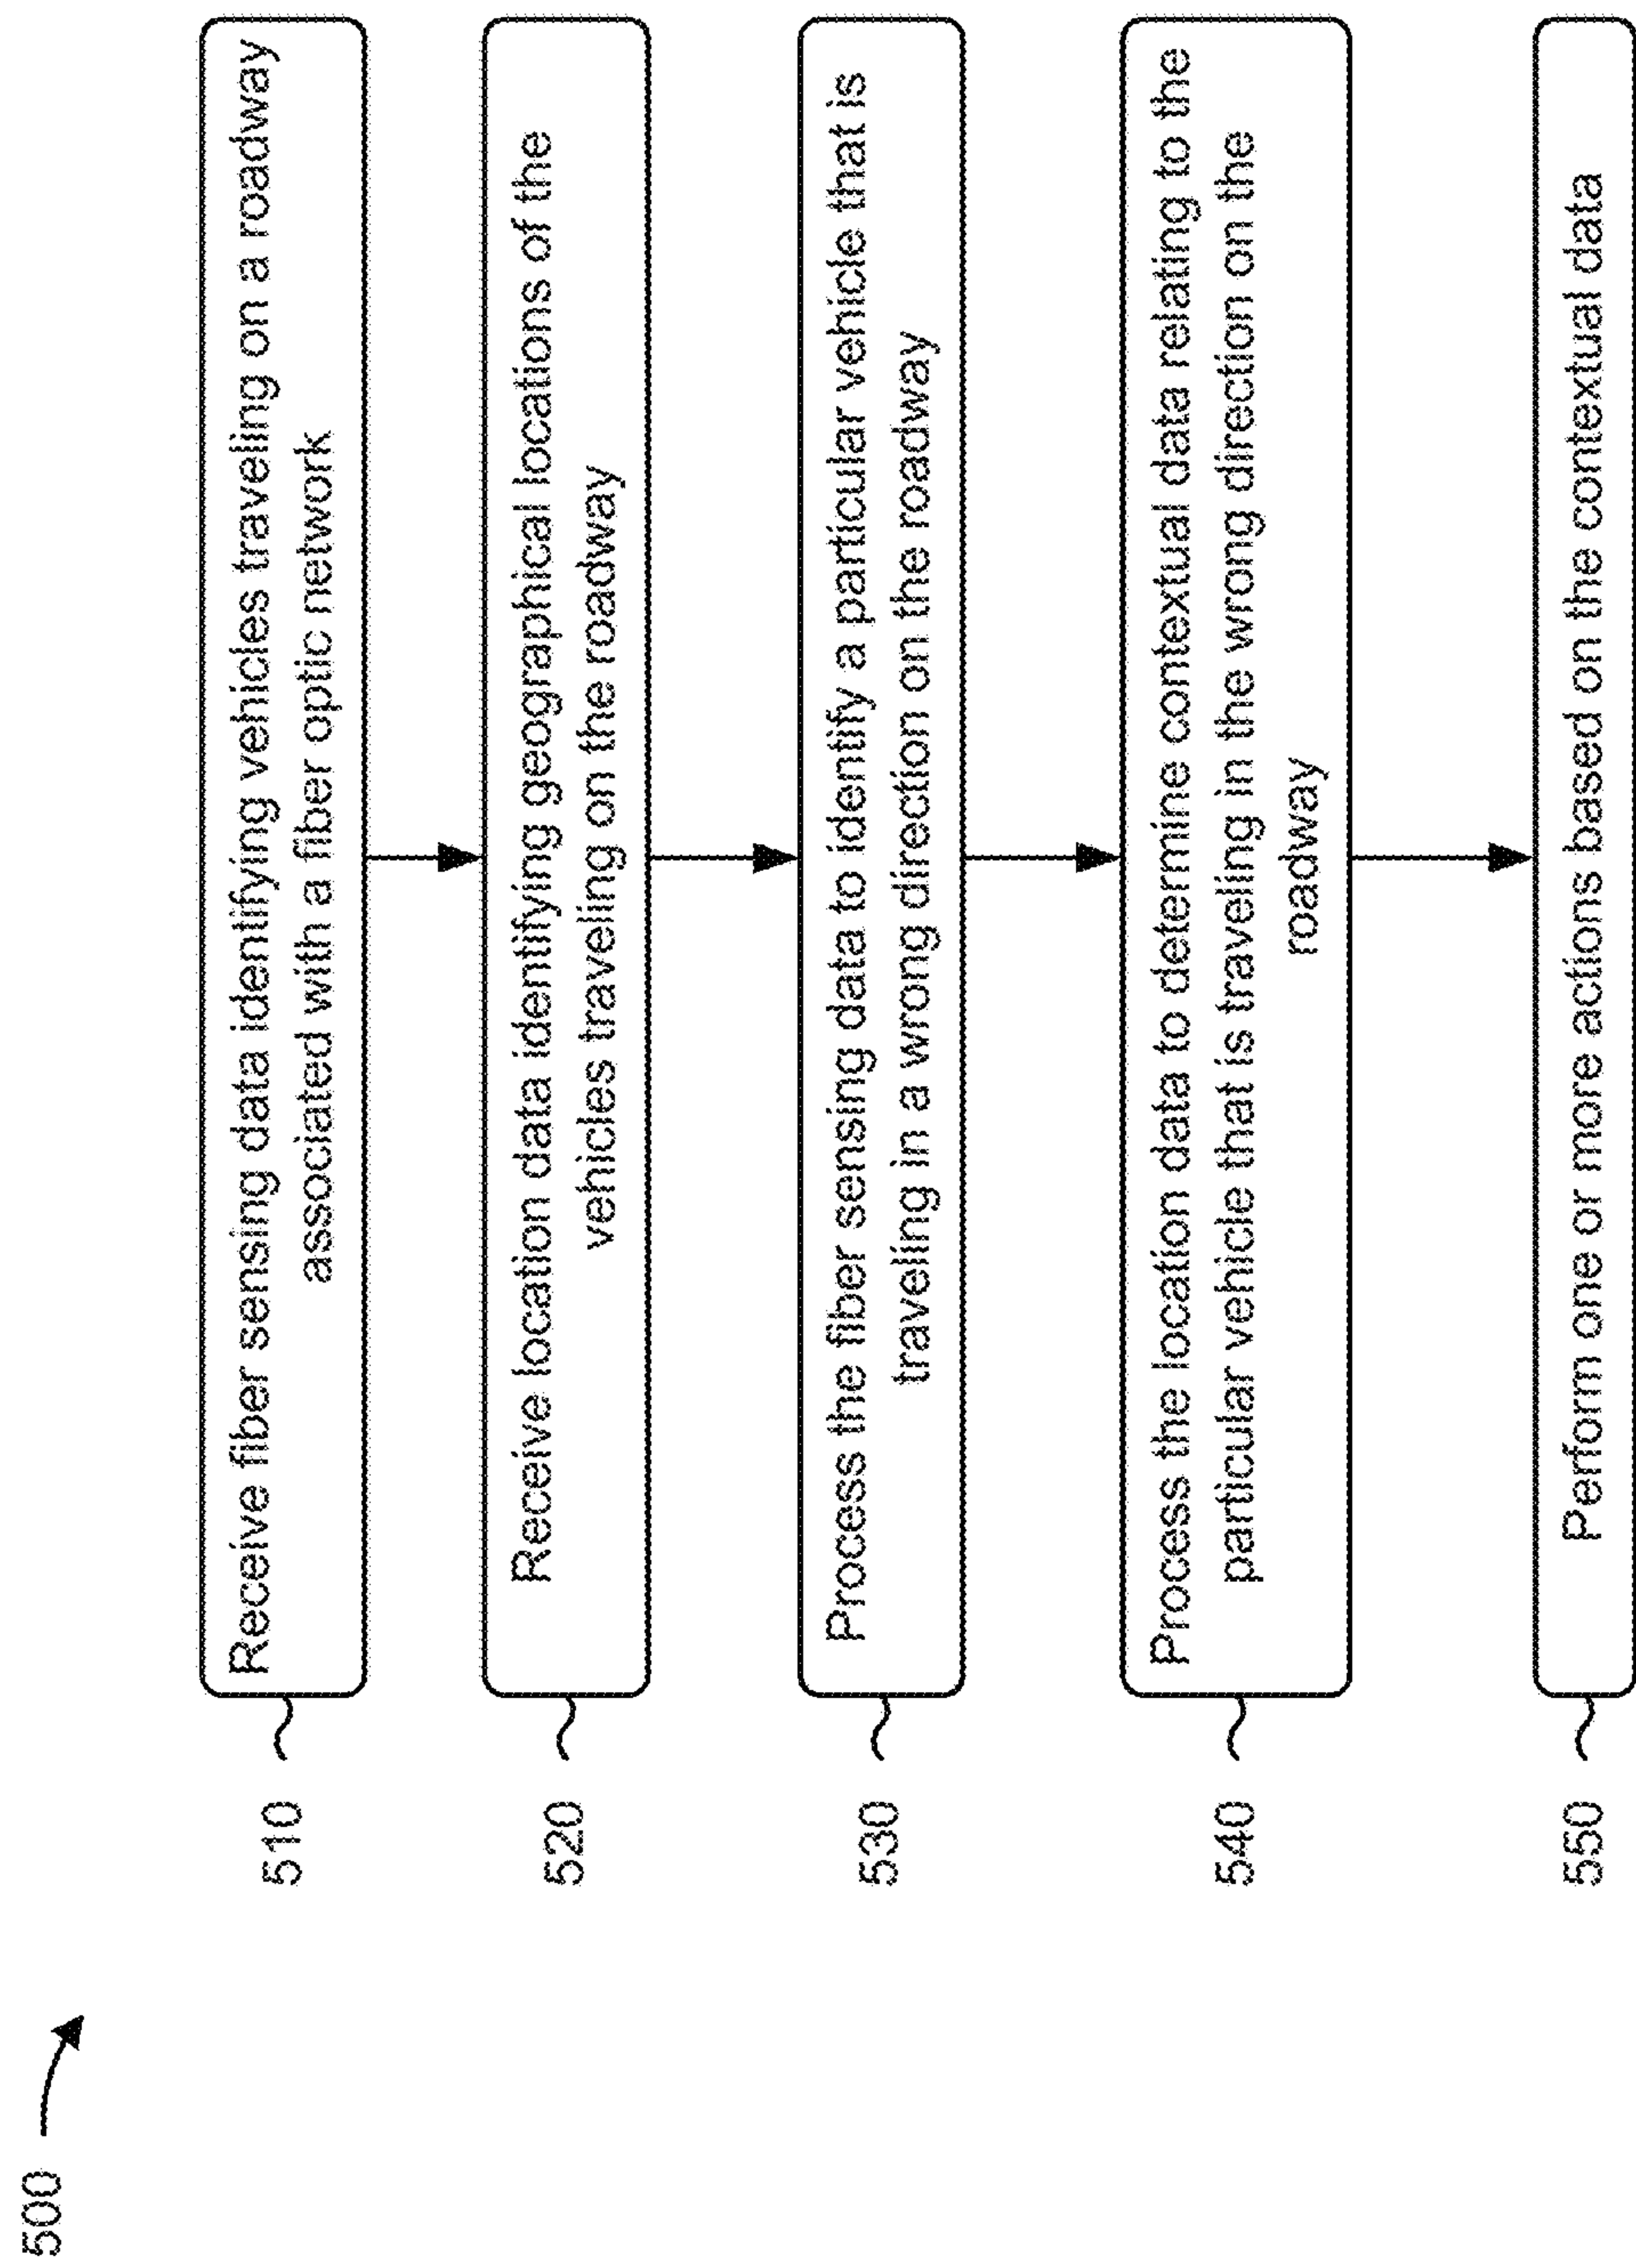 500
510
Receive fiber sensing data identifying vehicles traveling on a roadway
associated with a fiber optic network
520
Receive location data identifying geographical locations of the
vehicles traveling on the roadway
530
Process the fiber sensing data to identify a particular vehicle that is
traveling in a wrong direction on the roadway
540
Process the location data to determine contextual data relating to the
particular vehicle that is traveling in the wrong direction on the
roadway
550
Perform one or more actions based on the contextual data